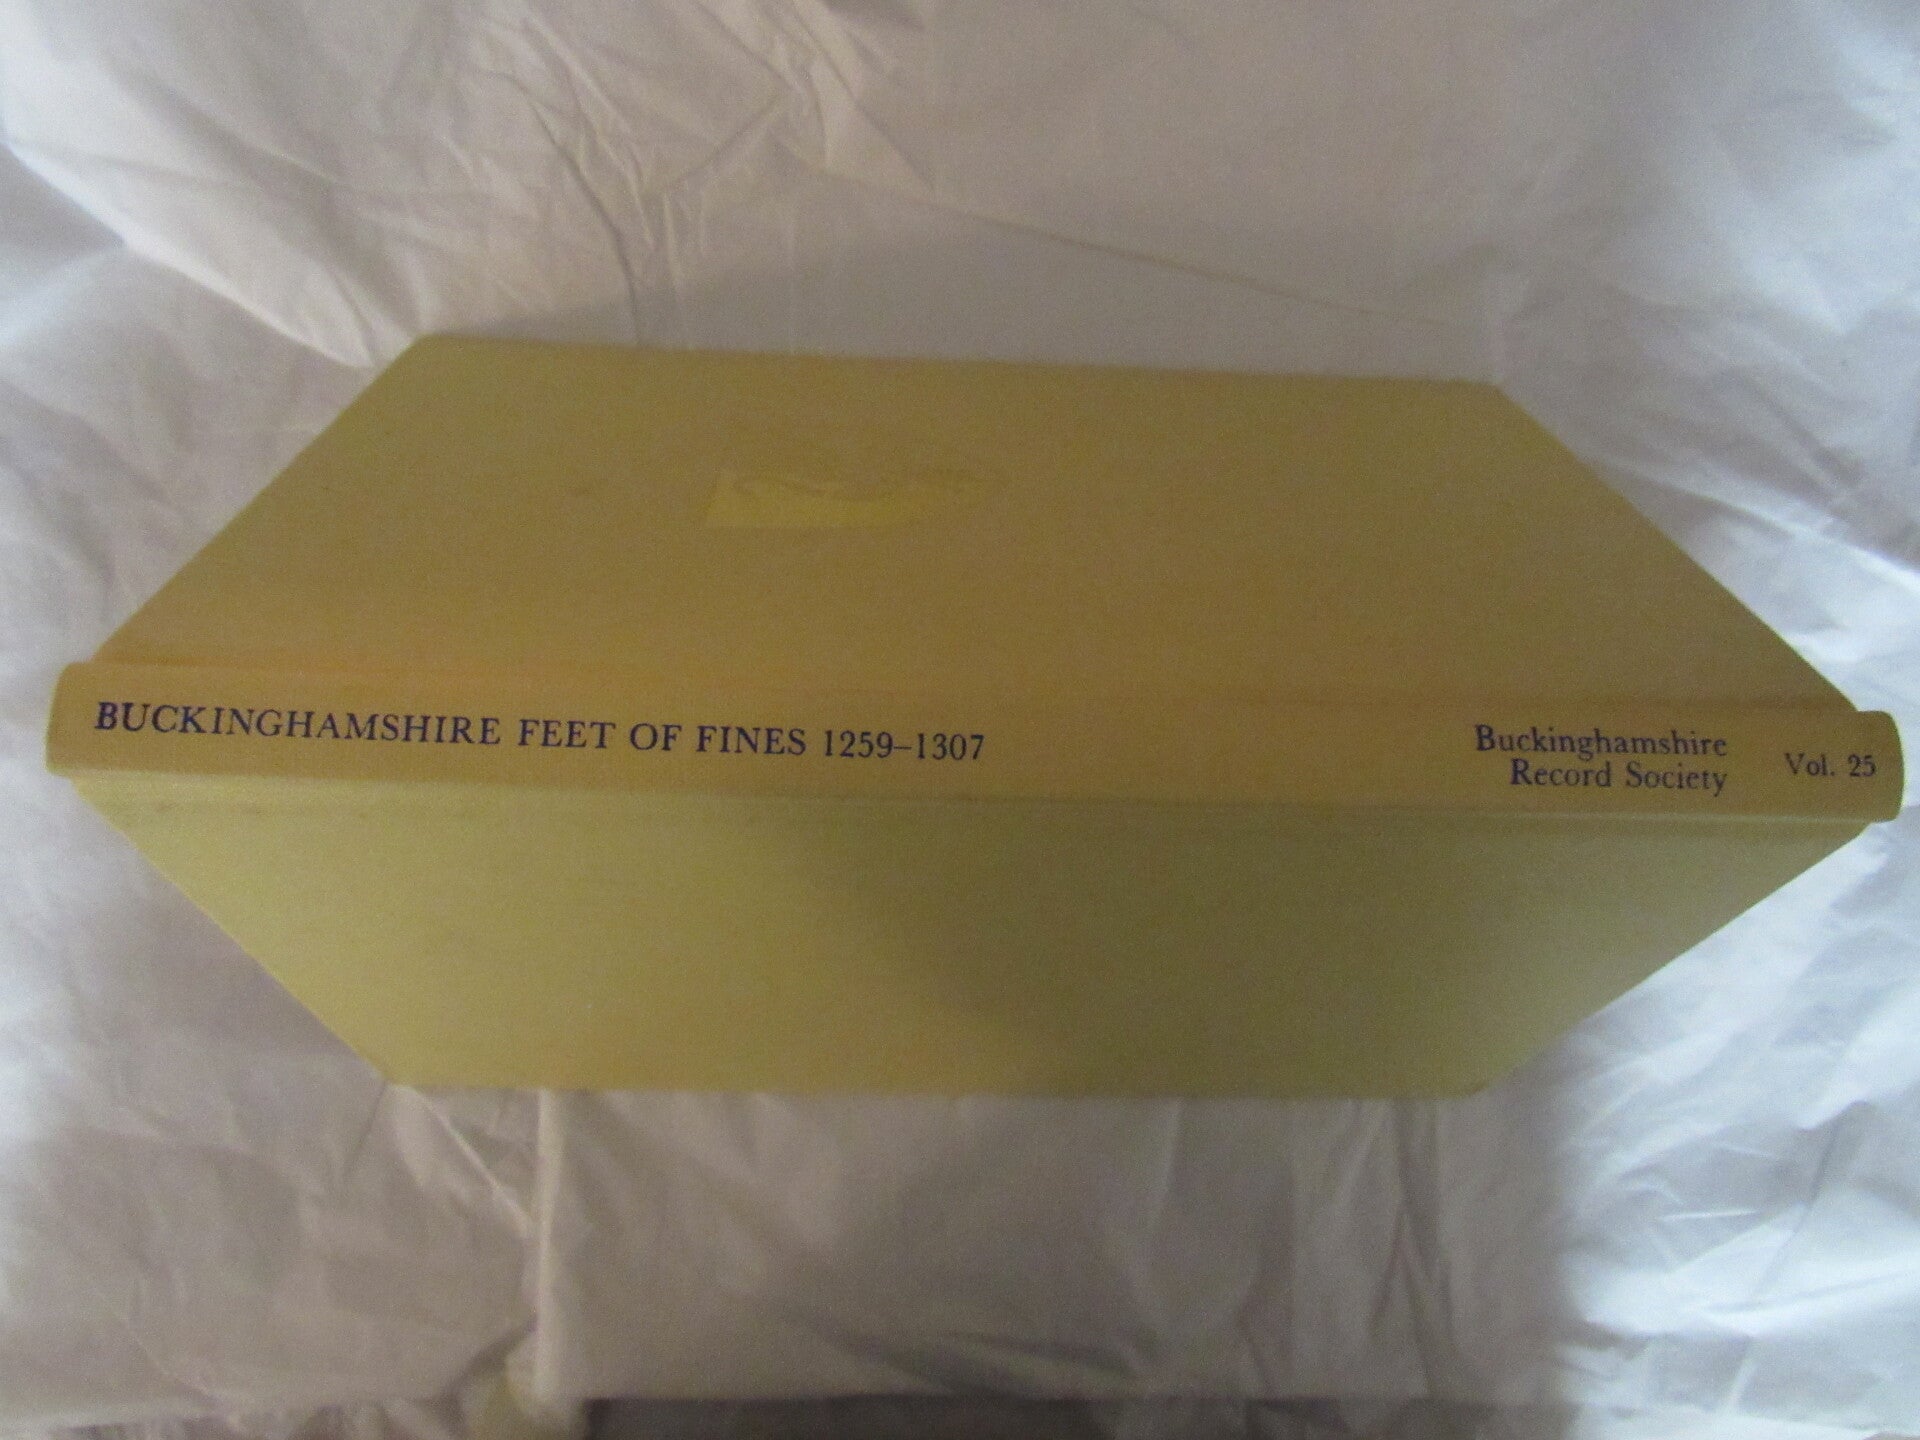 BUCKINGHAMSHIRE FEET OF FINES 1259–1307
Buckinghamshire
Record Society
Vol. 25